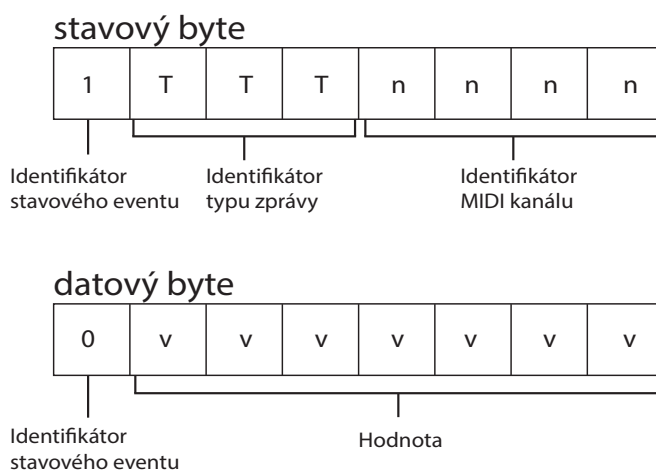 stavový byte
1 T T T n n n n
Identifikátor Identifikátor Identifikátor
stavového eventu typu zprávy MIDI kanálu
datový byte
0 v v v v v v v
Identifikátor Hodnota
stavového eventu